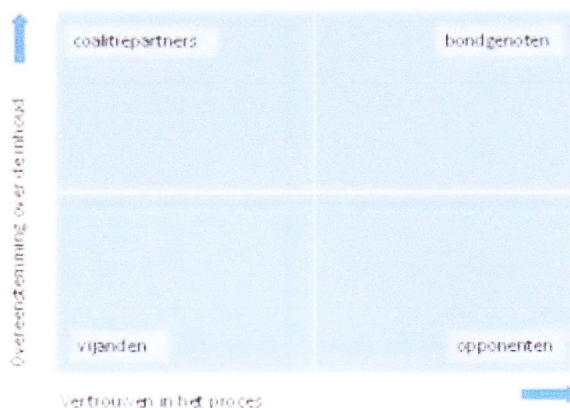 coalitiepartners
bondgenoten
Overeenstemming over de inhoud
vijanden
opponenten
Vertrouwen in het proces